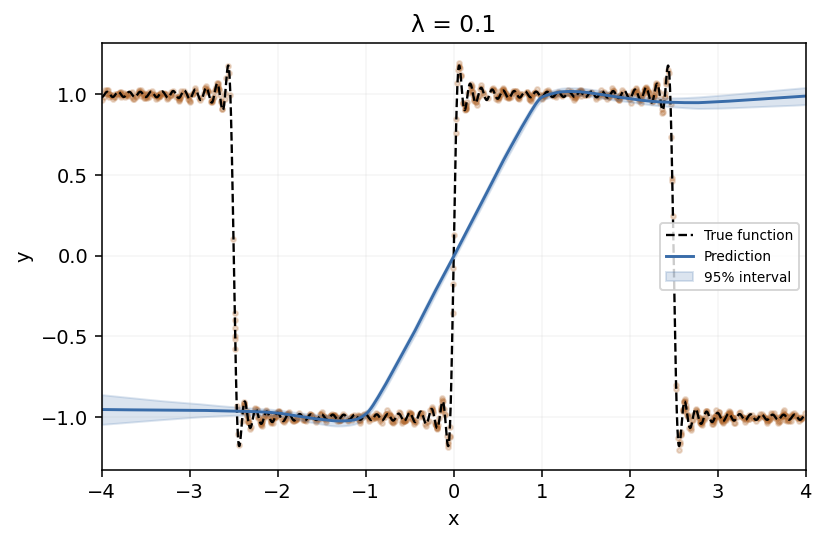 λ = 0.1
y
1.0
0.5
0.0
−0.5
−1.0
True function
Prediction
95% interval
−4 −3 −2 −1 0 1 2 3 4
x